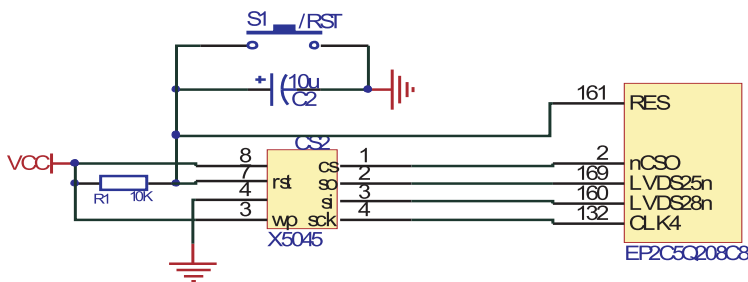 S1 /RST
10u
C2
161
RES
CS2
VCC
8 cs 1
2 nCSO
7 rst so 2
169 LVDS25n
4 si 3
160 LVDS28n
3 wp sck 4
132 CLK4
R1 10K
X5045
EP2C5Q208C8